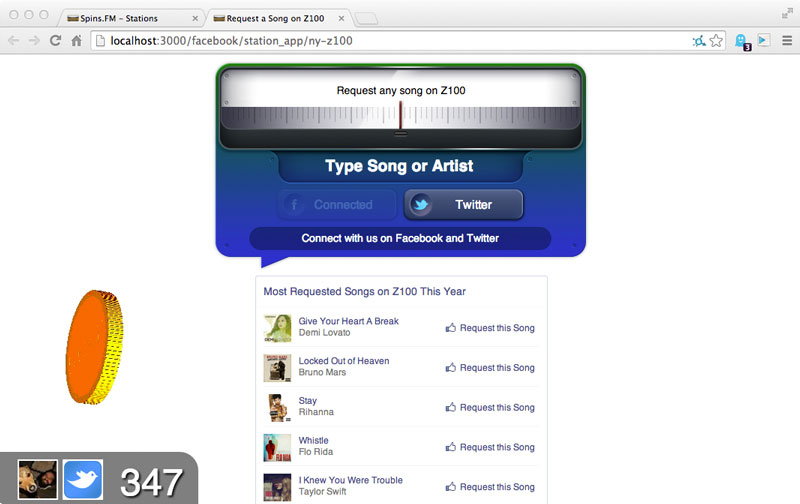 Spins.FM – Stations
Request a Song on Z100
localhost:3000/facebook/station_app/ny-z100
3
Request any song on Z100
Type Song or Artist
f Connected
Twitter
Connect with us on Facebook and Twitter
Most Requested Songs on Z100 This Year
Give Your Heart A Break
Demi Lovato
Request this Song
Locked Out of Heaven
Bruno Mars
Request this Song
Stay
Rihanna
Request this Song
Whistle
Flo Rida
Request this Song
I Knew You Were Trouble
Taylor Swift
Request this Song
347